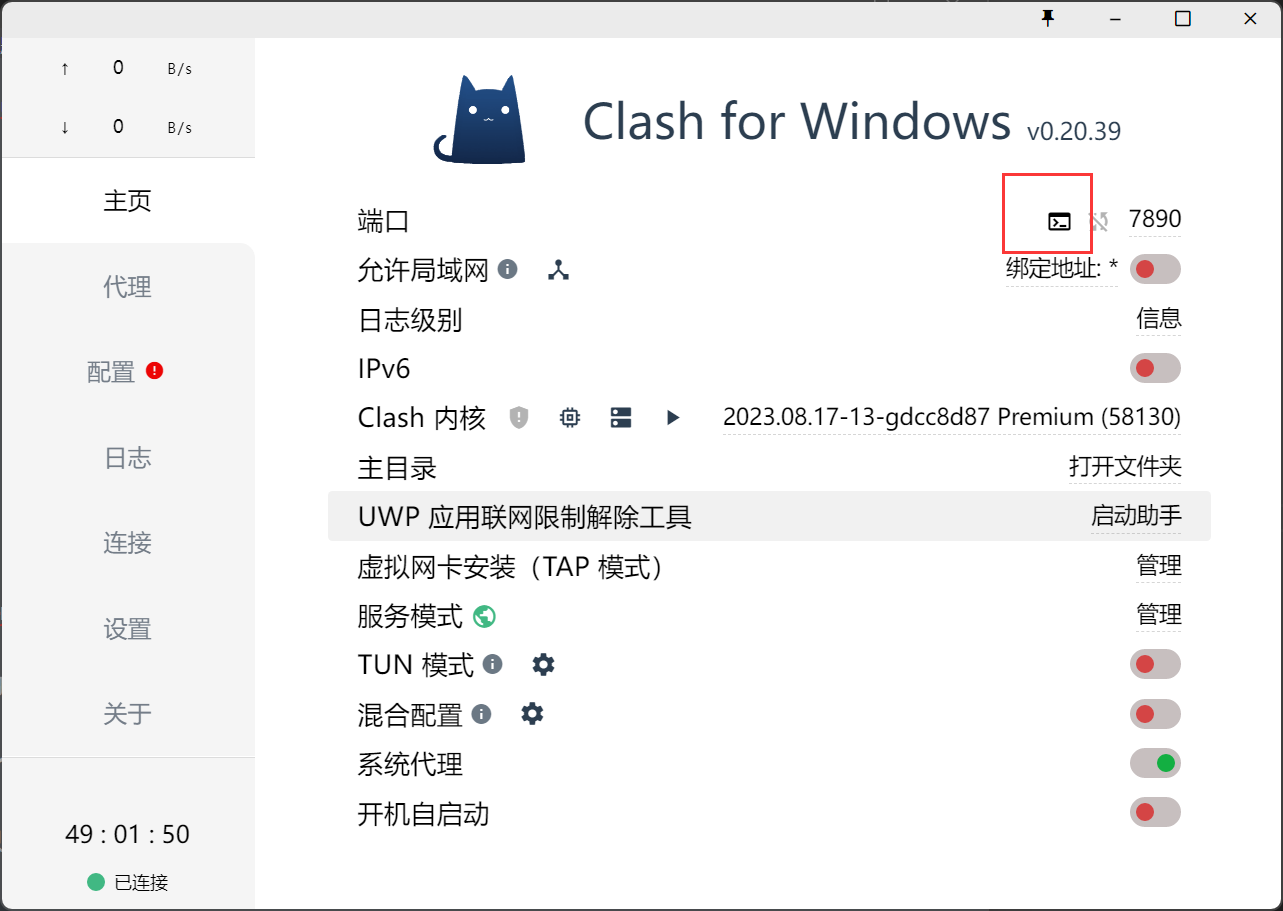 ↑ 0 B/s
↓ 0 B/s
主页
代理
配置
日志
连接
设置
关于
49 : 01 : 50
已连接
Clash for Windows v0.20.39
端口 7890
允许局域网 绑定地址: *
日志级别 信息
IPv6
Clash 内核 2023.08.17-13-gdcc8d87 Premium (58130)
主目录 打开文件夹
UWP 应用联网限制解除工具 启动助手
虚拟网卡安装（TAP 模式） 管理
服务模式 管理
TUN 模式
混合配置
系统代理
开机自启动